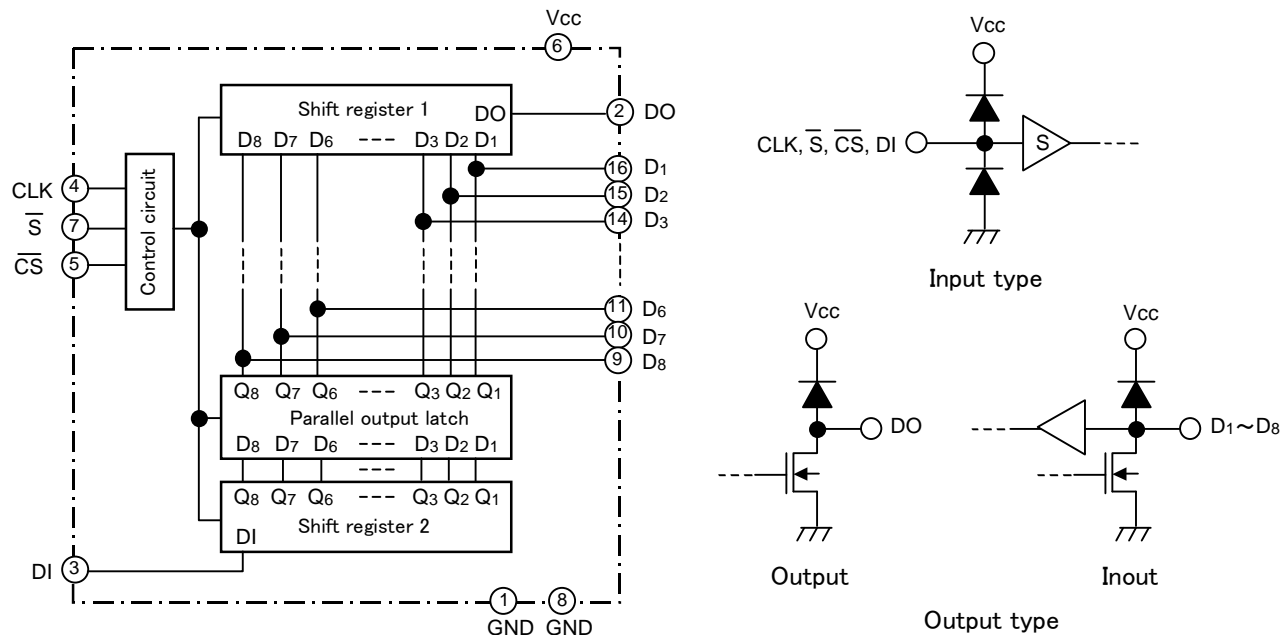 Vcc
6
Shift register 1
DO
D8 D7 D6 ---- D3 D2 D1
2 DO
16 D1
15 D2
14 D3
CLK 4
S̅ 7
C̅S̅ 5
Control circuit
11 D6
10 D7
9 D8
Q8 Q7 Q6 ---- Q3 Q2 Q1
Parallel output latch
D8 D7 D6 ---- D3 D2 D1
Q8 Q7 Q6 ---- Q3 Q2 Q1
Shift register 2
DI
DI 3
1 8
GND GND
Vcc
CLK, S̅, C̅S̅, DI
S
Input type
Vcc
DO
Output
Vcc
D1~D8
Inout
Output type